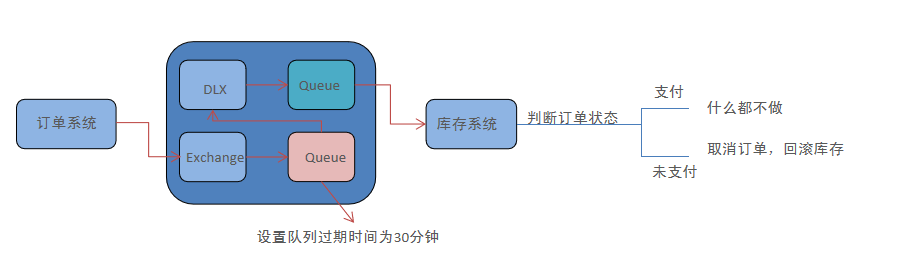 订单系统
DLX
Queue
Exchange
Queue
设置队列过期时间为30分钟
库存系统
判断订单状态
支付
什么都不做
取消订单，回滚库存
未支付